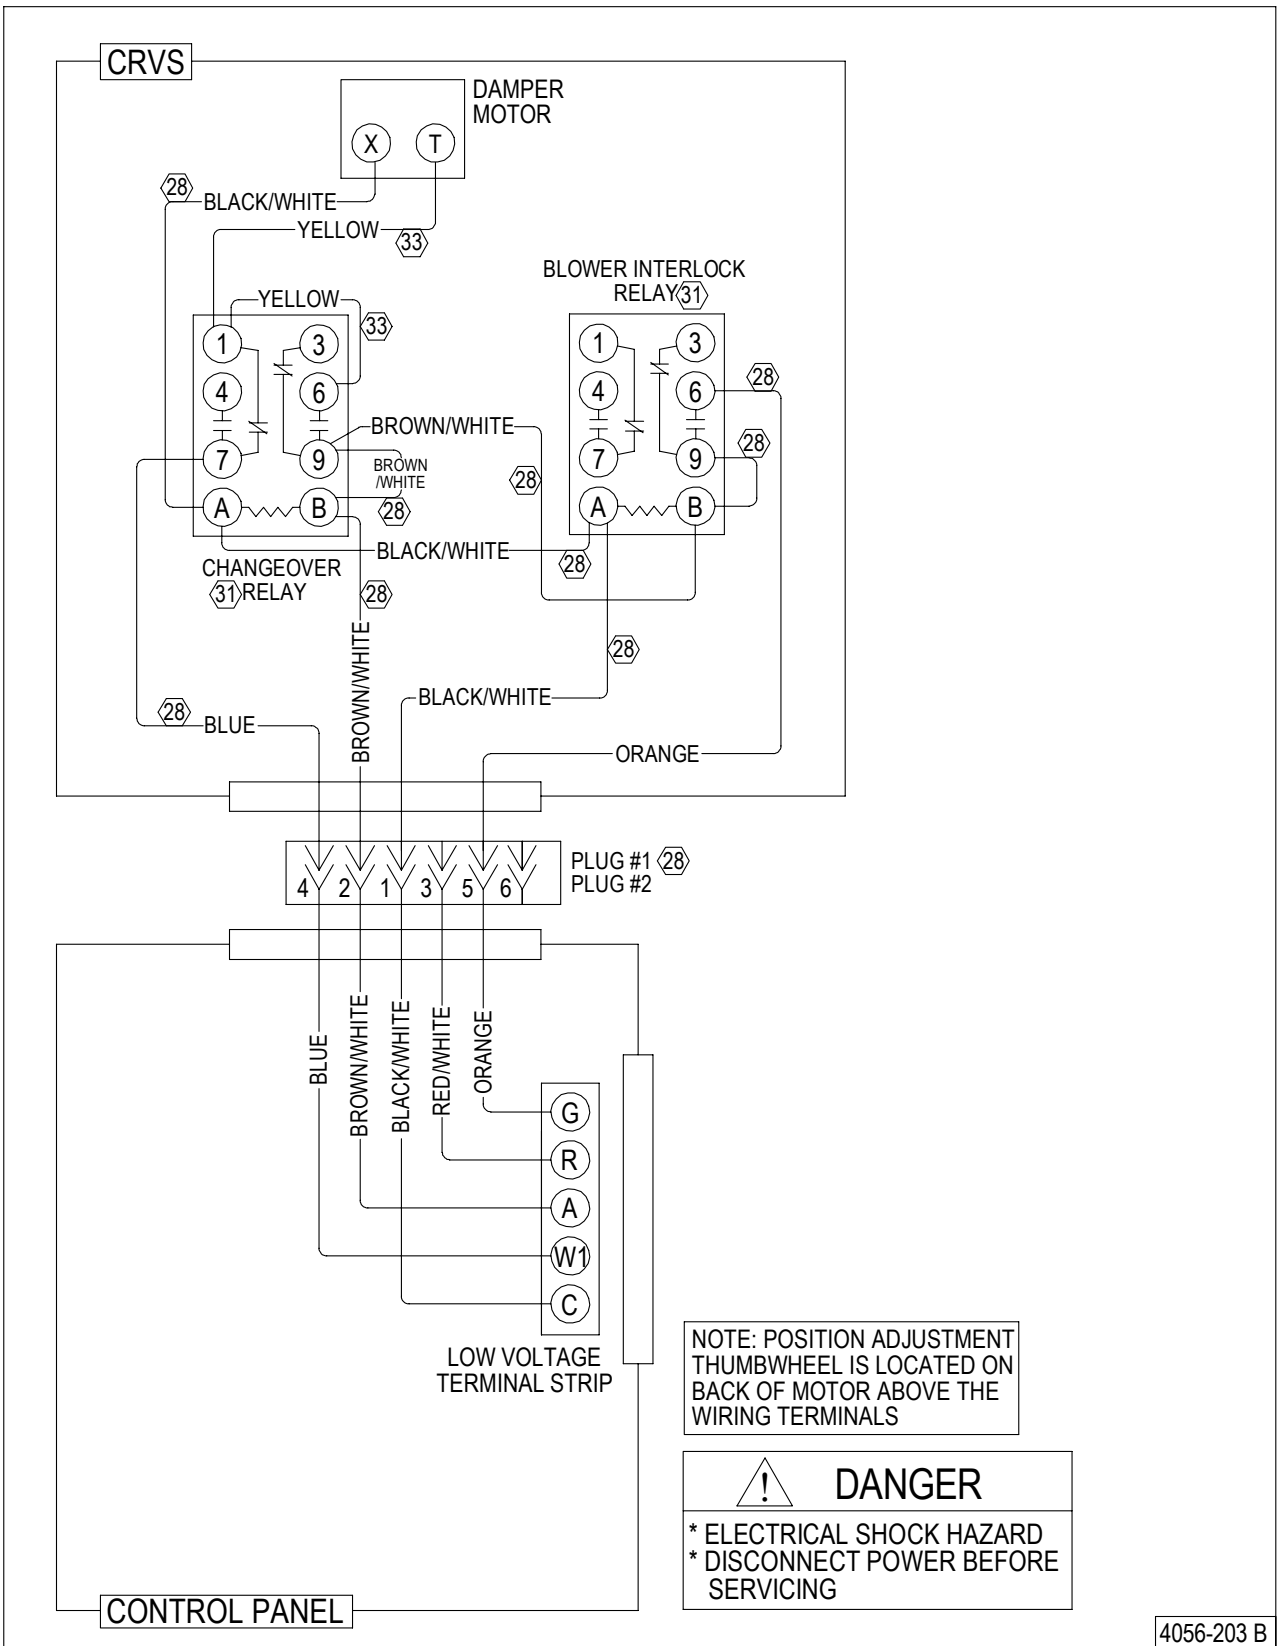 CRVS
DAMPER
MOTOR
X T
28
BLACK/WHITE
YELLOW
33
BLOWER INTERLOCK
RELAY 31
YELLOW
33
1 3
4 6
7 9
A B
1 3
4 6
7 9
A B
28
28
BROWN/WHITE
BROWN
/WHITE
28
28
BLACK/WHITE
28
CHANGEOVER
31 RELAY
28
28
BROWN/WHITE
BLACK/WHITE
28
BLUE
ORANGE
PLUG #1 28
PLUG #2
4 2 1 3 5 6
BLUE
BROWN/WHITE
BLACK/WHITE
RED/WHITE
ORANGE
G
R
A
W1
C
LOW VOLTAGE
TERMINAL STRIP
NOTE: POSITION ADJUSTMENT
THUMBWHEEL IS LOCATED ON
BACK OF MOTOR ABOVE THE
WIRING TERMINALS
! DANGER
* ELECTRICAL SHOCK HAZARD
* DISCONNECT POWER BEFORE
SERVICING
CONTROL PANEL
4056-203 B